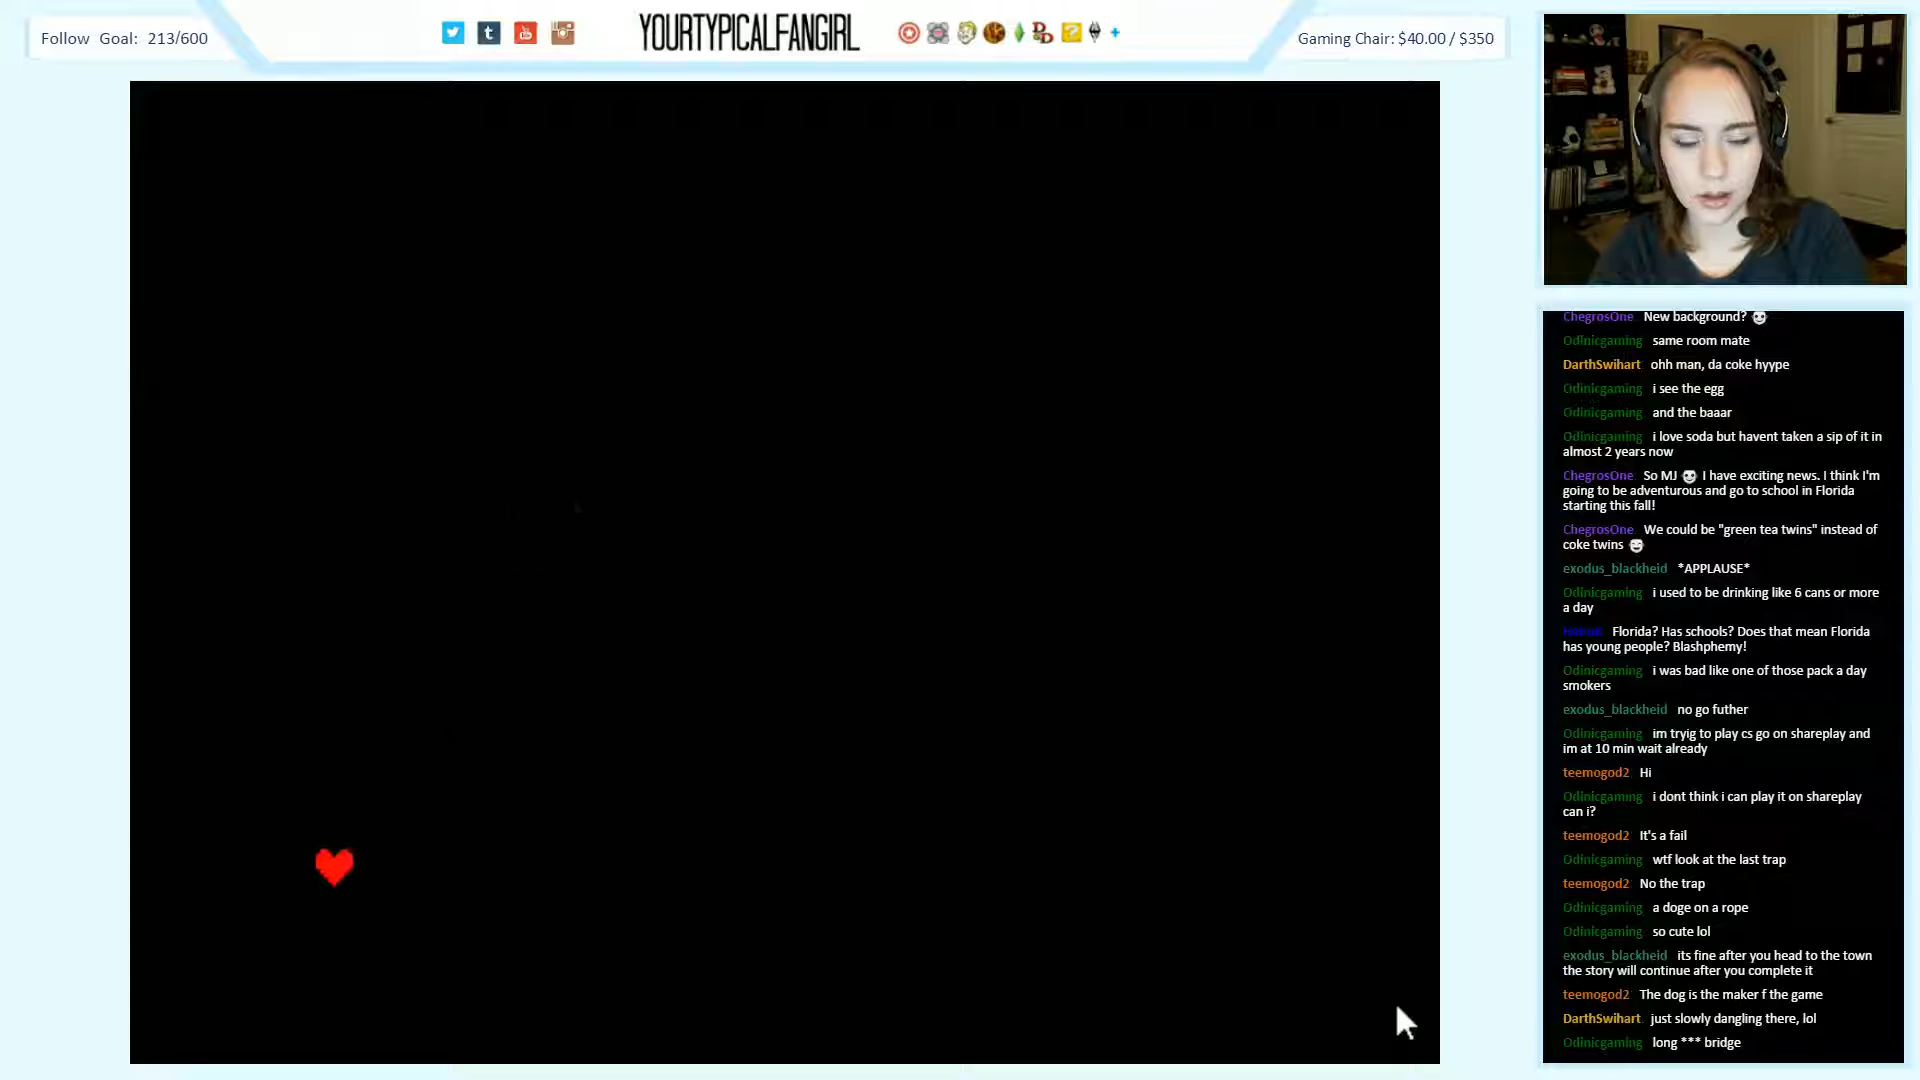 Follow Goal: 213/600
YOURTYPICALFANGIRL
Gaming Chair: $40.00 / $350
ChegrosOne New background?
Odinicgaming same room mate
DarthSwihart ohh man, da coke hyype
Odinicgaming i see the egg
Odinicgaming and the baaar
Odinicgaming i love soda but havent taken a sip of it in
almost 2 years now
ChegrosOne So MJ I have exciting news. I think I'm
going to be adventurous and go to school in Florida
starting this fall!
ChegrosOne We could be "green tea twins" instead of
coke twins
exodus_blackheid *APPLAUSE*
Odinicgaming i used to be drinking like 6 cans or more
a day
Florida? Has schools? Does that mean Florida
has young people? Blashphemy!
Odinicgaming i was bad like one of those pack a day
smokers
exodus_blackheid no go futher
Odinicgaming im tryig to play cs go on shareplay and
im at 10 min wait already
teemogod2 Hi
Odinicgaming i dont think i can play it on shareplay
can i?
teemogod2 It's a fail
Odinicgaming wtf look at the last trap
teemogod2 No the trap
Odinicgaming a doge on a rope
Odinicgaming so cute lol
exodus_blackheid its fine after you head to the town
the story will continue after you complete it
teemogod2 The dog is the maker f the game
DarthSwihart just slowly dangling there, lol
Odinicgaming long *** bridge